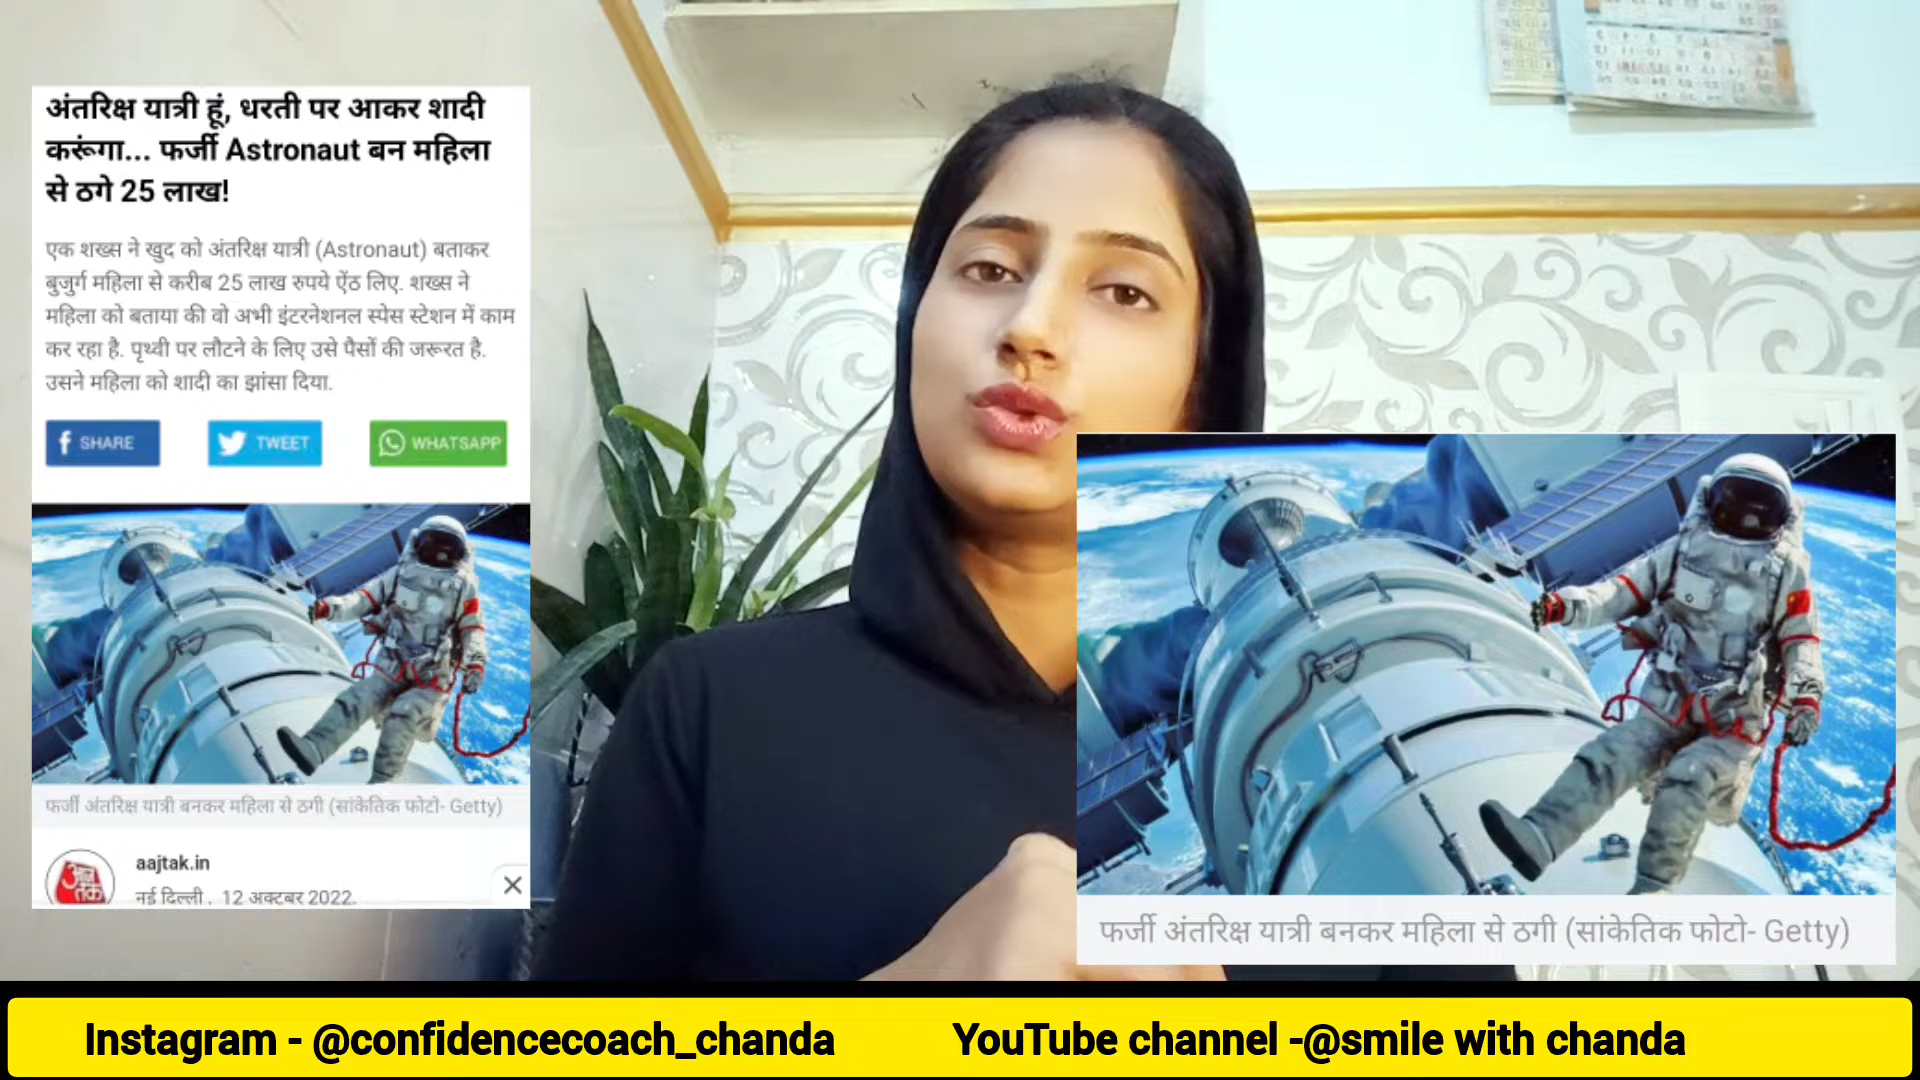 अंतरिक्ष यात्री हूं, धरती पर आकर शादी
करूंगा... फर्जी Astronaut बन महिला
से ठगे 25 लाख!
एक शख्स ने खुद को अंतरिक्ष यात्री (Astronaut) बताकर
बुजुर्ग महिला से करीब 25 लाख रुपये ऐंठ लिए. शख्स ने
महिला को बताया की वो अभी इंटरनेशनल स्पेस स्टेशन में काम
कर रहा है. पृथ्वी पर लौटने के लिए उसे पैसों की जरूरत है.
उसने महिला को शादी का झांसा दिया.
SHARE
TWEET
WHATSAPP
फर्जी अंतरिक्ष यात्री बनकर महिला से ठगी (सांकेतिक फोटो- Getty)
आज तक
aajtak.in
नई दिल्ली, 12 अक्टूबर 2022,
फर्जी अंतरिक्ष यात्री बनकर महिला से ठगी (सांकेतिक फोटो- Getty)
Instagram - @confidencecoach_chanda
YouTube channel -@smile with chanda